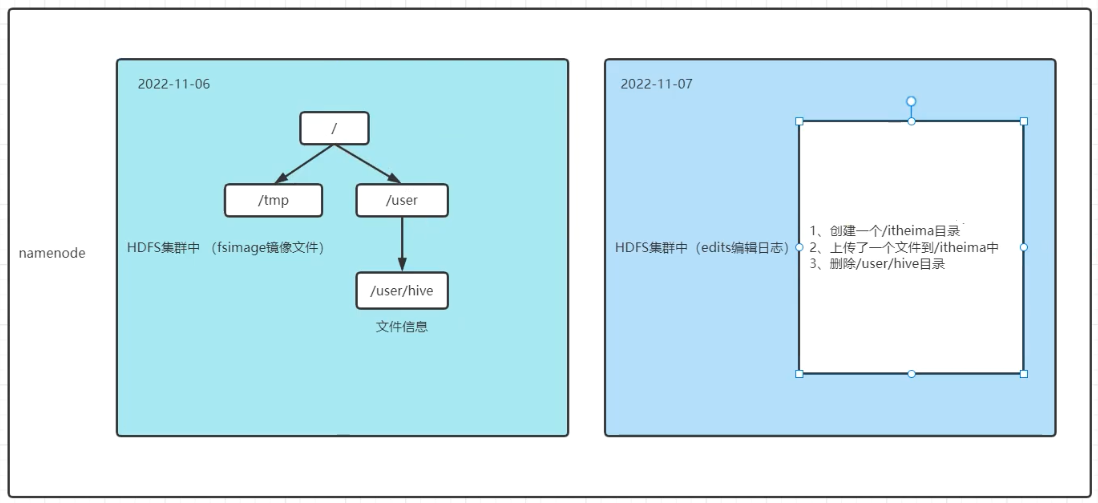 namenode
2022-11-06
/
/tmp
/user
HDFS集群中 （fsimage镜像文件）
/user/hive
文件信息
2022-11-07
HDFS集群中（edits编辑日志）
1、创建一个/itheima目录
2、上传了一个文件到/itheima中
3、删除/user/hive目录